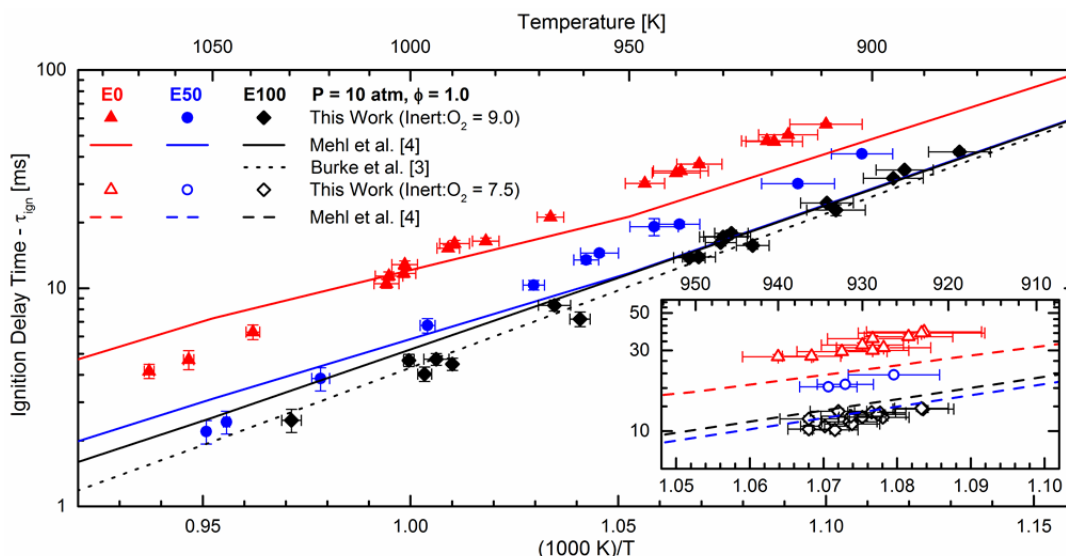 Temperature [K]
1050 1000 950 900
100
E0 E50 E100 P = 10 atm, ϕ = 1.0
This Work (Inert:O₂ = 9.0)
Mehl et al. [4]
Burke et al. [3]
This Work (Inert:O₂ = 7.5)
Mehl et al. [4]
Ignition Delay Time - τign [ms]
10
950 940 930 920 910
50
30
10
1.05 1.06 1.07 1.08 1.09 1.10
1
0.95 1.00 1.05 1.10 1.15
(1000 K)/T